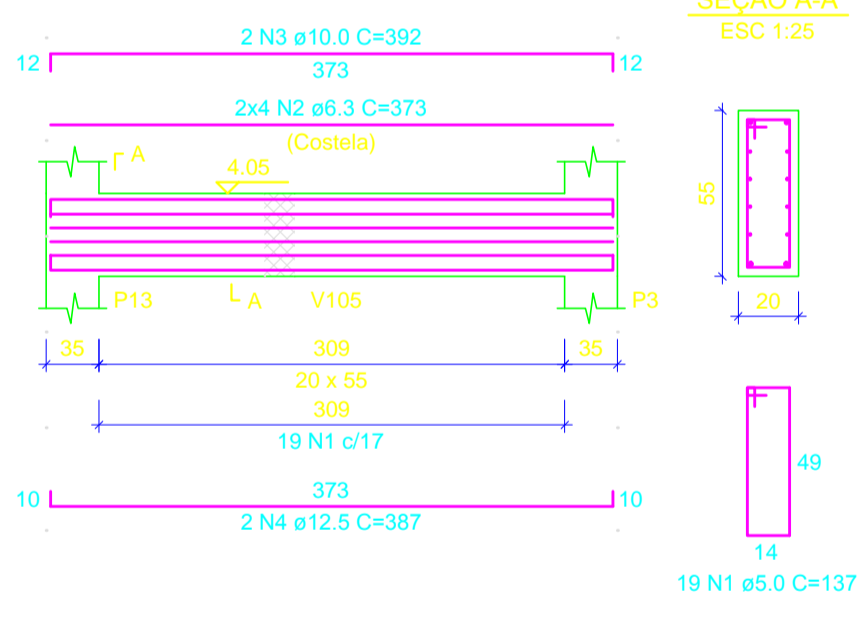 SEÇÃO A-A
ESC 1:25
2 N3 ø10.0 C=392
12
373
12
2x4 N2 ø6.3 C=373
(Costela)
A
4.05
55
P13
A
V105
P3
20
35
309
35
20 x 55
309
19 N1 c/17
49
10
373
10
2 N4 ø12.5 C=387
14
19 N1 ø5.0 C=137